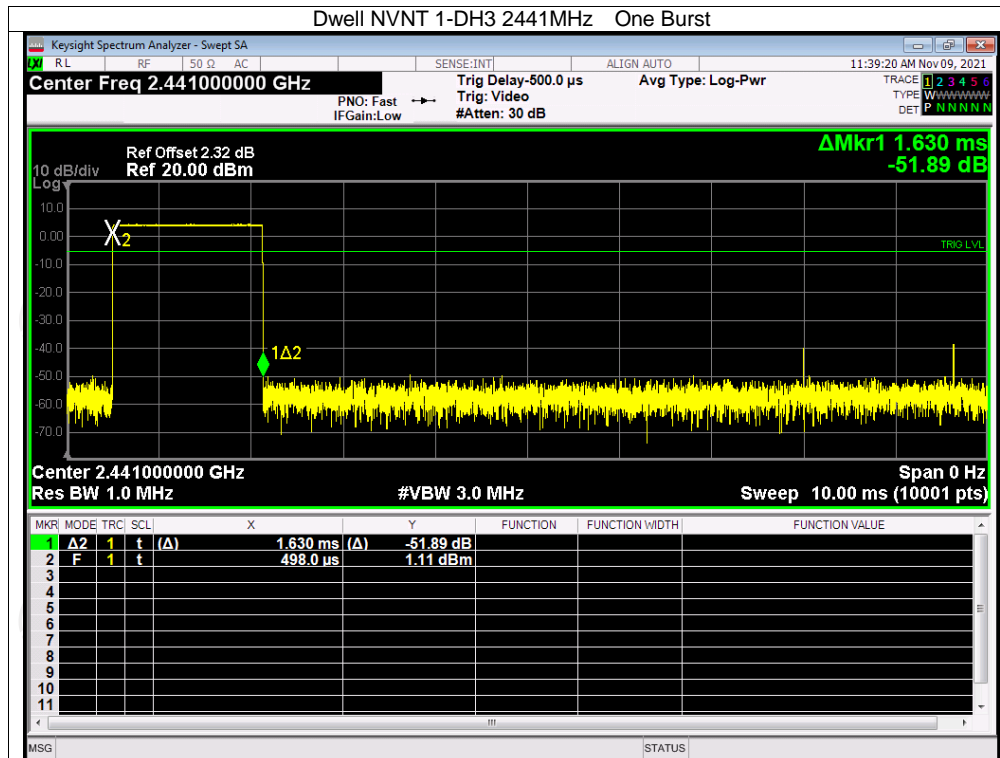 Dwell NVNT 1-DH3 2441MHz One Burst
Keysight Spectrum Analyzer - Swept SA
LXI RL RF 50 Ω AC SENSE:INT ALIGN AUTO 11:39:20 AM Nov 09, 2021
Center Freq 2.441000000 GHz Trig Delay-500.0 µs Avg Type: Log-Pwr TRACE 1 2 3 4 5 6
PNO: Fast Trig: Video TYPE WWWWWW
IFGain:Low #Atten: 30 dB DET P N N N N N
ΔMkr1 1.630 ms
-51.89 dB
Ref Offset 2.32 dB
10 dB/div Ref 20.00 dBm
Log
10.0
0.00
2
TRIG LVL
-10.0
-20.0
-30.0
-40.0
1Δ2
-50.0
-60.0
-70.0
Center 2.441000000 GHz Span 0 Hz
Res BW 1.0 MHz #VBW 3.0 MHz Sweep 10.00 ms (10001 pts)
MKR MODE TRC SCL X Y FUNCTION FUNCTION WIDTH FUNCTION VALUE
1 Δ2 1 t (Δ) 1.630 ms (Δ) -51.89 dB
2 F 1 t 498.0 µs 1.11 dBm
3
4
5
6
7
8
9
10
11
MSG STATUS